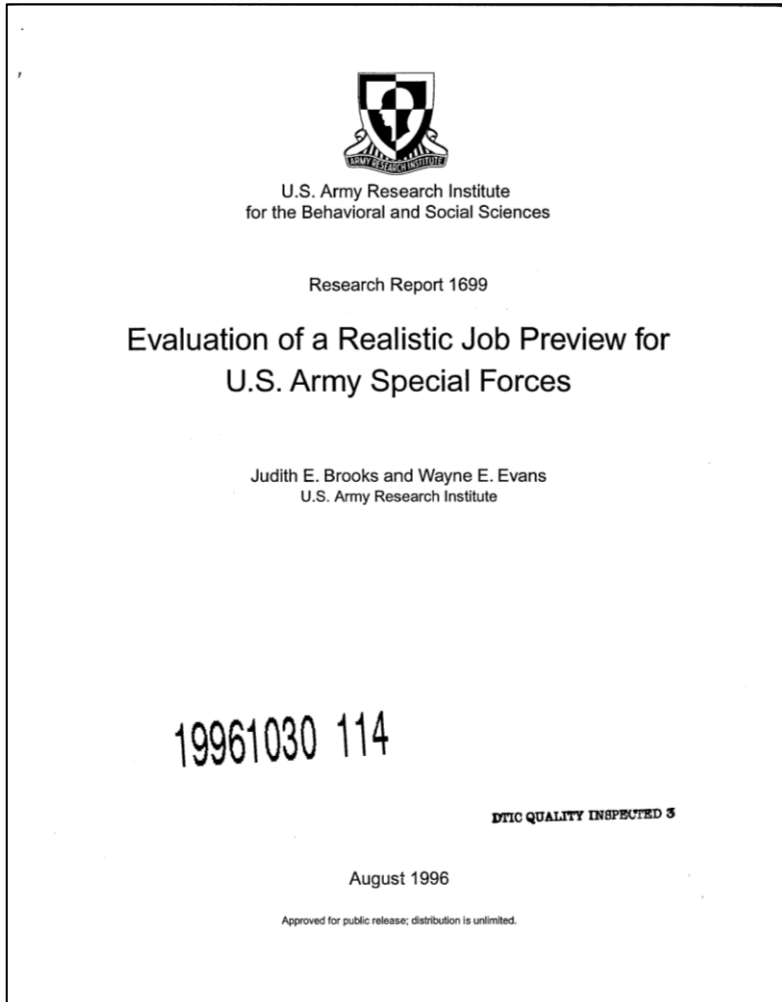 ARMY RESEARCH INSTITUTE
U.S. Army Research Institute
for the Behavioral and Social Sciences
Research Report 1699
Evaluation of a Realistic Job Preview for
U.S. Army Special Forces
Judith E. Brooks and Wayne E. Evans
U.S. Army Research Institute
19961030 114
DTIC QUALITY INSPECTED 3
August 1996
Approved for public release; distribution is unlimited.